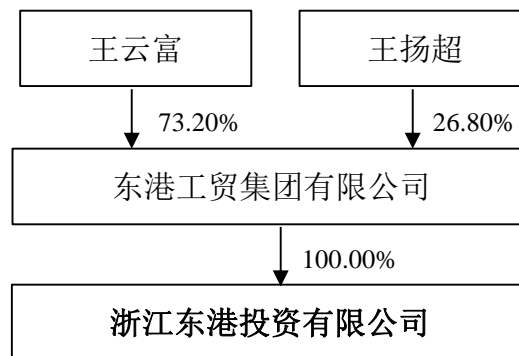 王云富 王扬超
73.20% 26.80%
东港工贸集团有限公司
100.00%
浙江东港投资有限公司